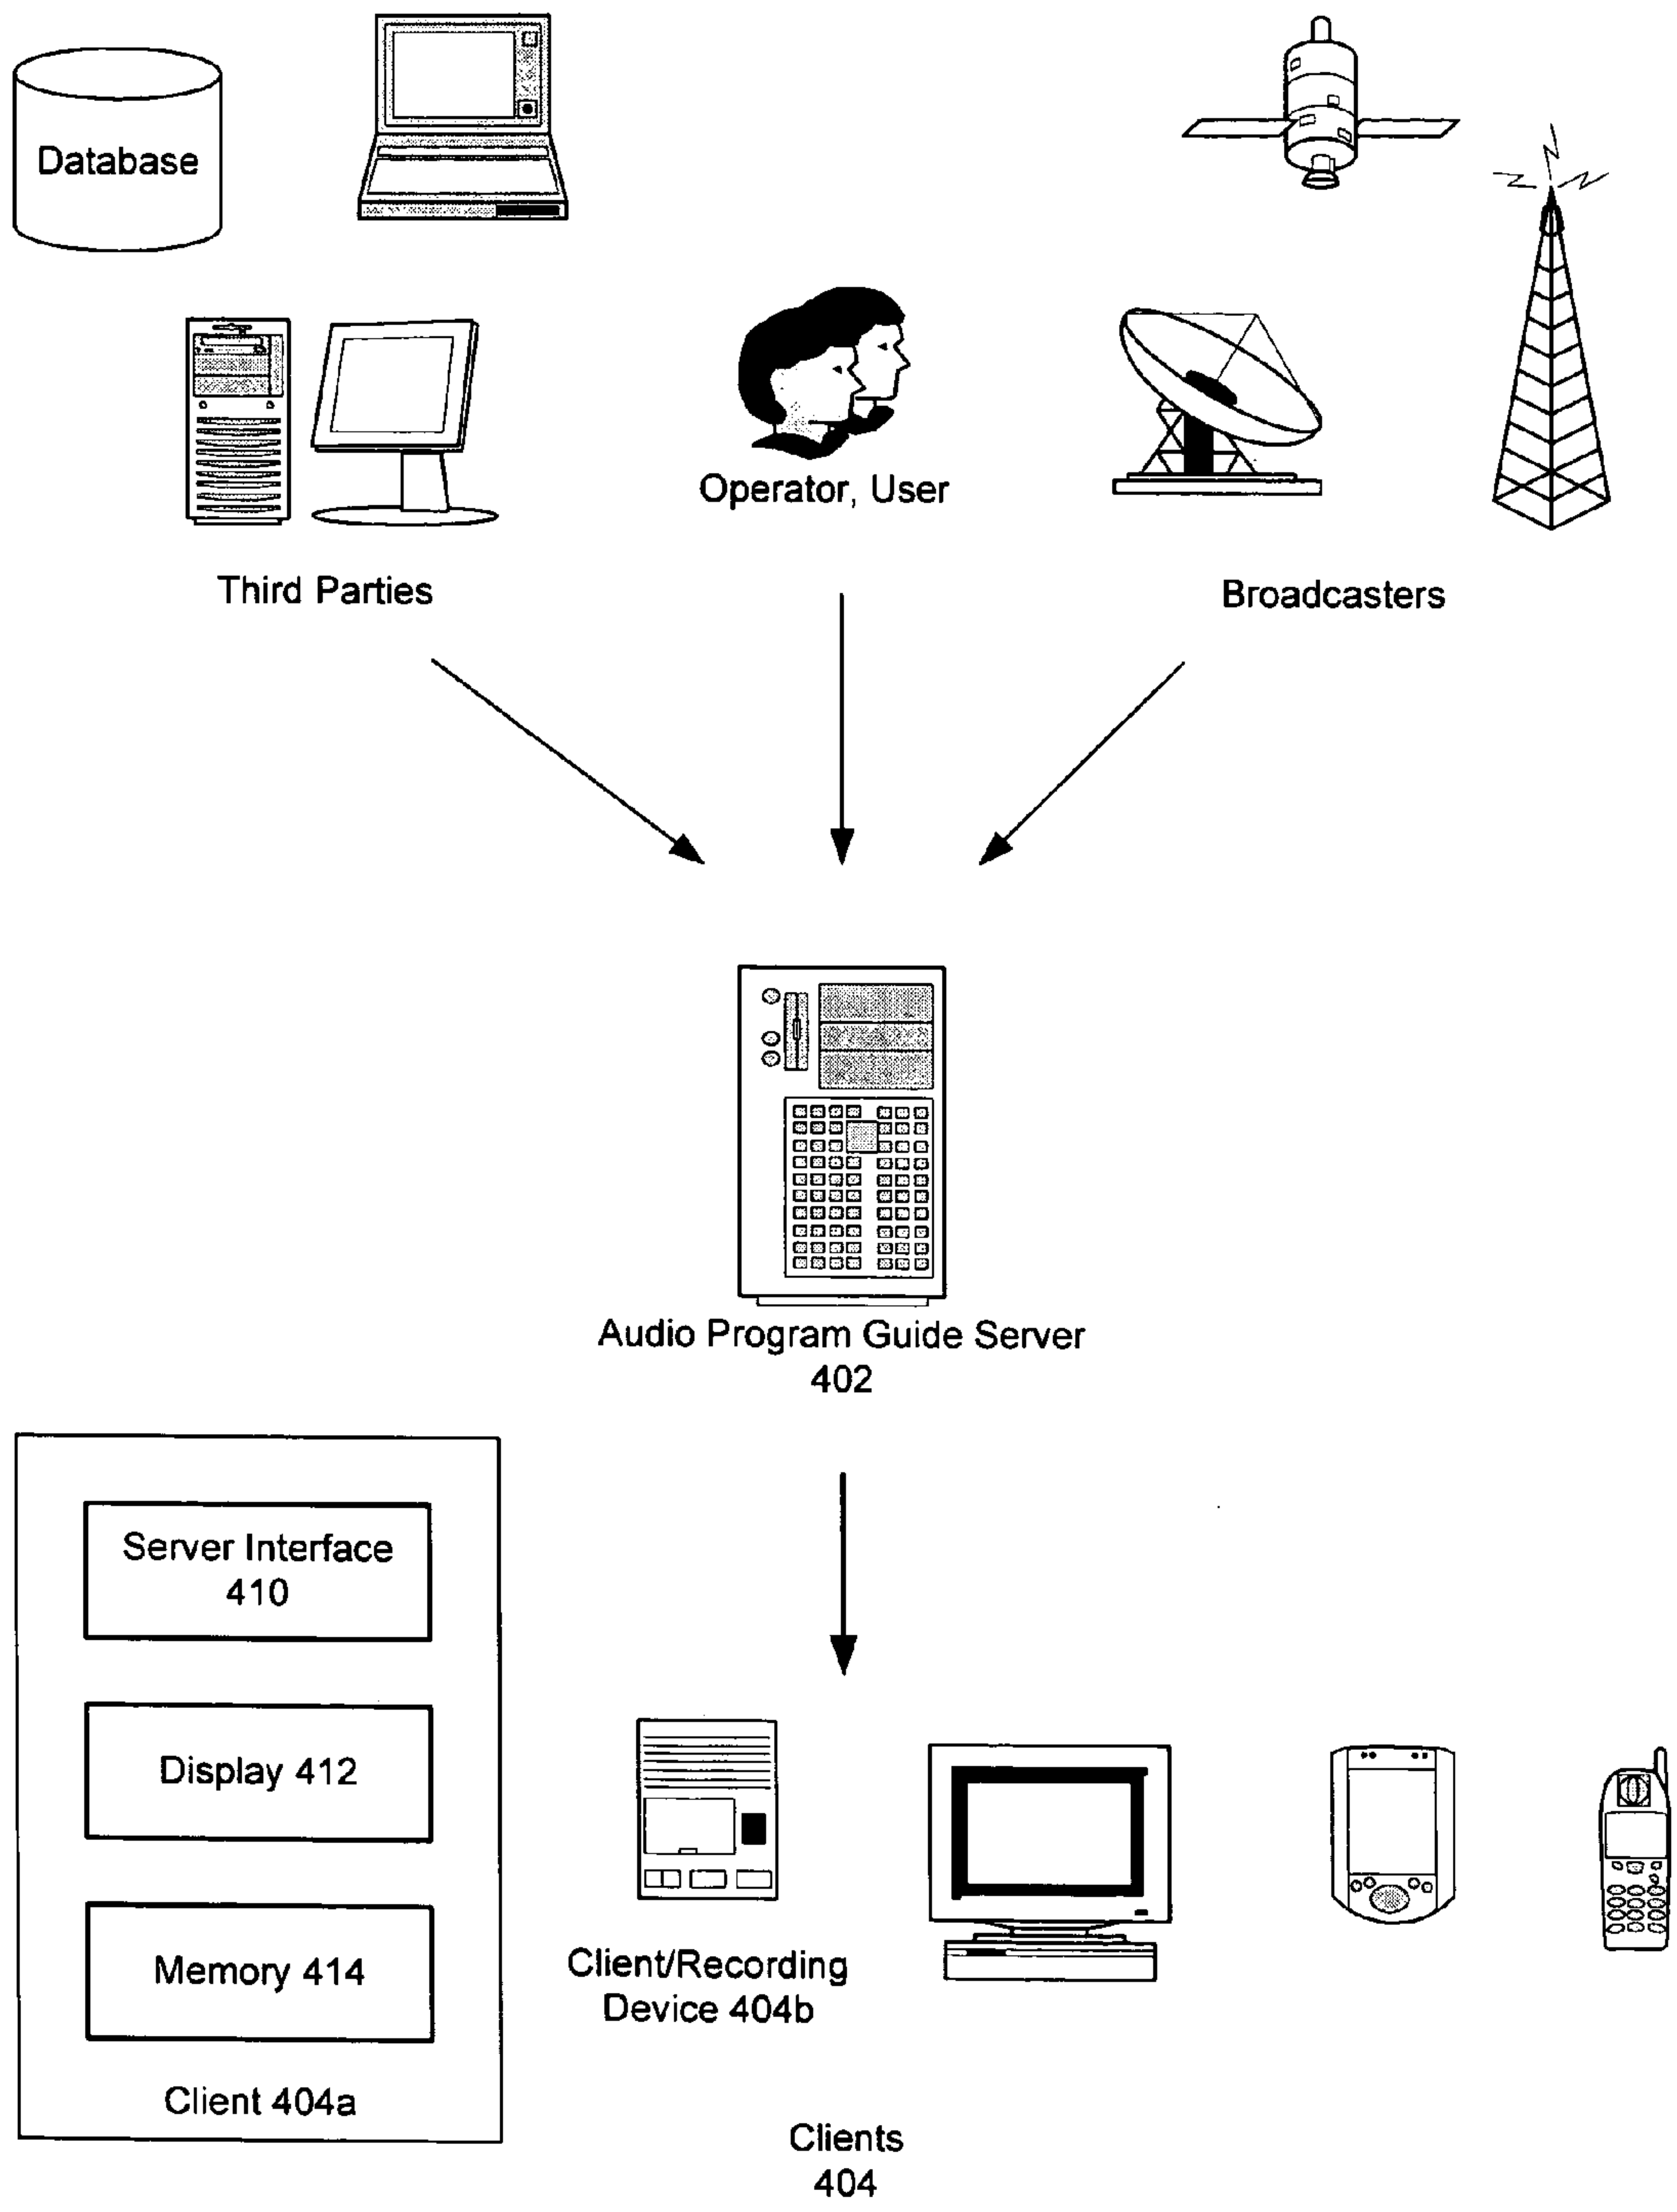 Database
Operator, User
Third Parties
Broadcasters
Audio Program Guide Server
402
Server Interface
410
Display 412
Memory 414
Client 404a
Client/Recording
Device 404b
Clients
404